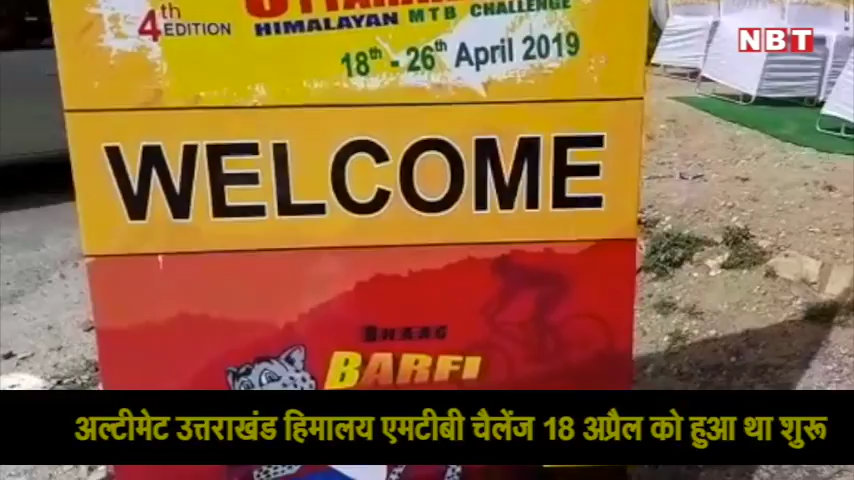 4th EDITION
HIMALAYAN MTB CHALLENGE
18th - 26th April 2019
NBT
WELCOME
BHAAG
BARFI
अल्टीमेट उत्तराखंड हिमालय एमटीबी चैलेंज 18 अप्रैल को हुआ था शुरू